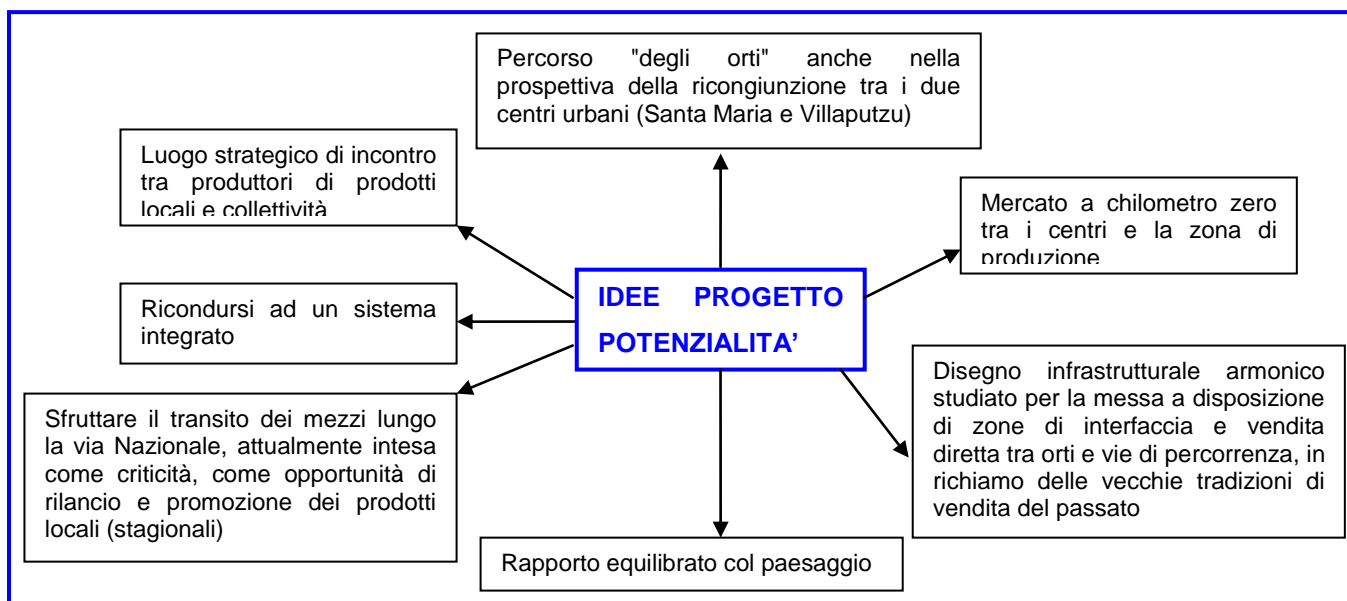 Percorso "degli orti" anche nella
prospettiva della ricongiunzione tra i due
centri urbani (Santa Maria e Villaputzu)
Luogo strategico di incontro
tra produttori di prodotti
locali e collettività
Mercato a chilometro zero
tra i centri e la zona di
produzione
IDEE PROGETTO
POTENZIALITA’
Ricondursi ad un sistema
integrato
Disegno infrastrutturale armonico
studiato per la messa a disposizione
di zone di interfaccia e vendita
diretta tra orti e vie di percorrenza, in
richiamo delle vecchie tradizioni di
vendita del passato
Sfruttare il transito dei mezzi lungo
la via Nazionale, attualmente intesa
come criticità, come opportunità di
rilancio e promozione dei prodotti
locali (stagionali)
Rapporto equilibrato col paesaggio